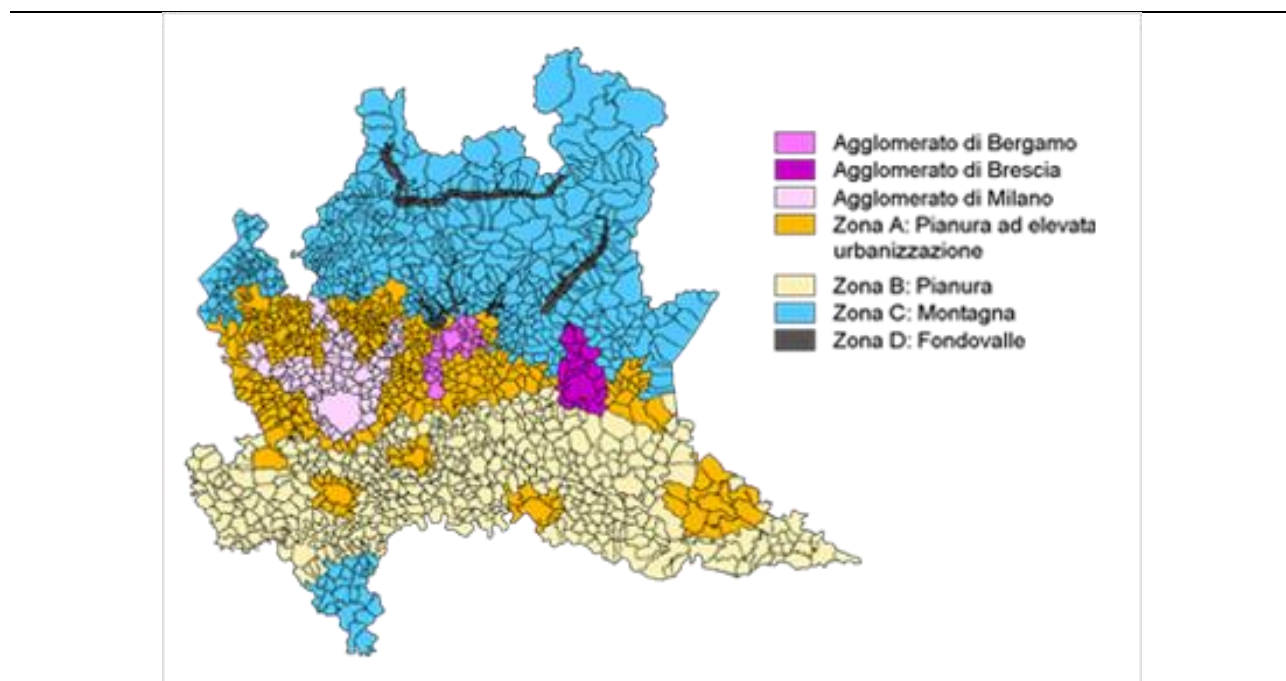 Agglomerato di Bergamo
Agglomerato di Brescia
Agglomerato di Milano
Zona A: Pianura ad elevata
urbanizzazione
Zona B: Pianura
Zona C: Montagna
Zona D: Fondovalle